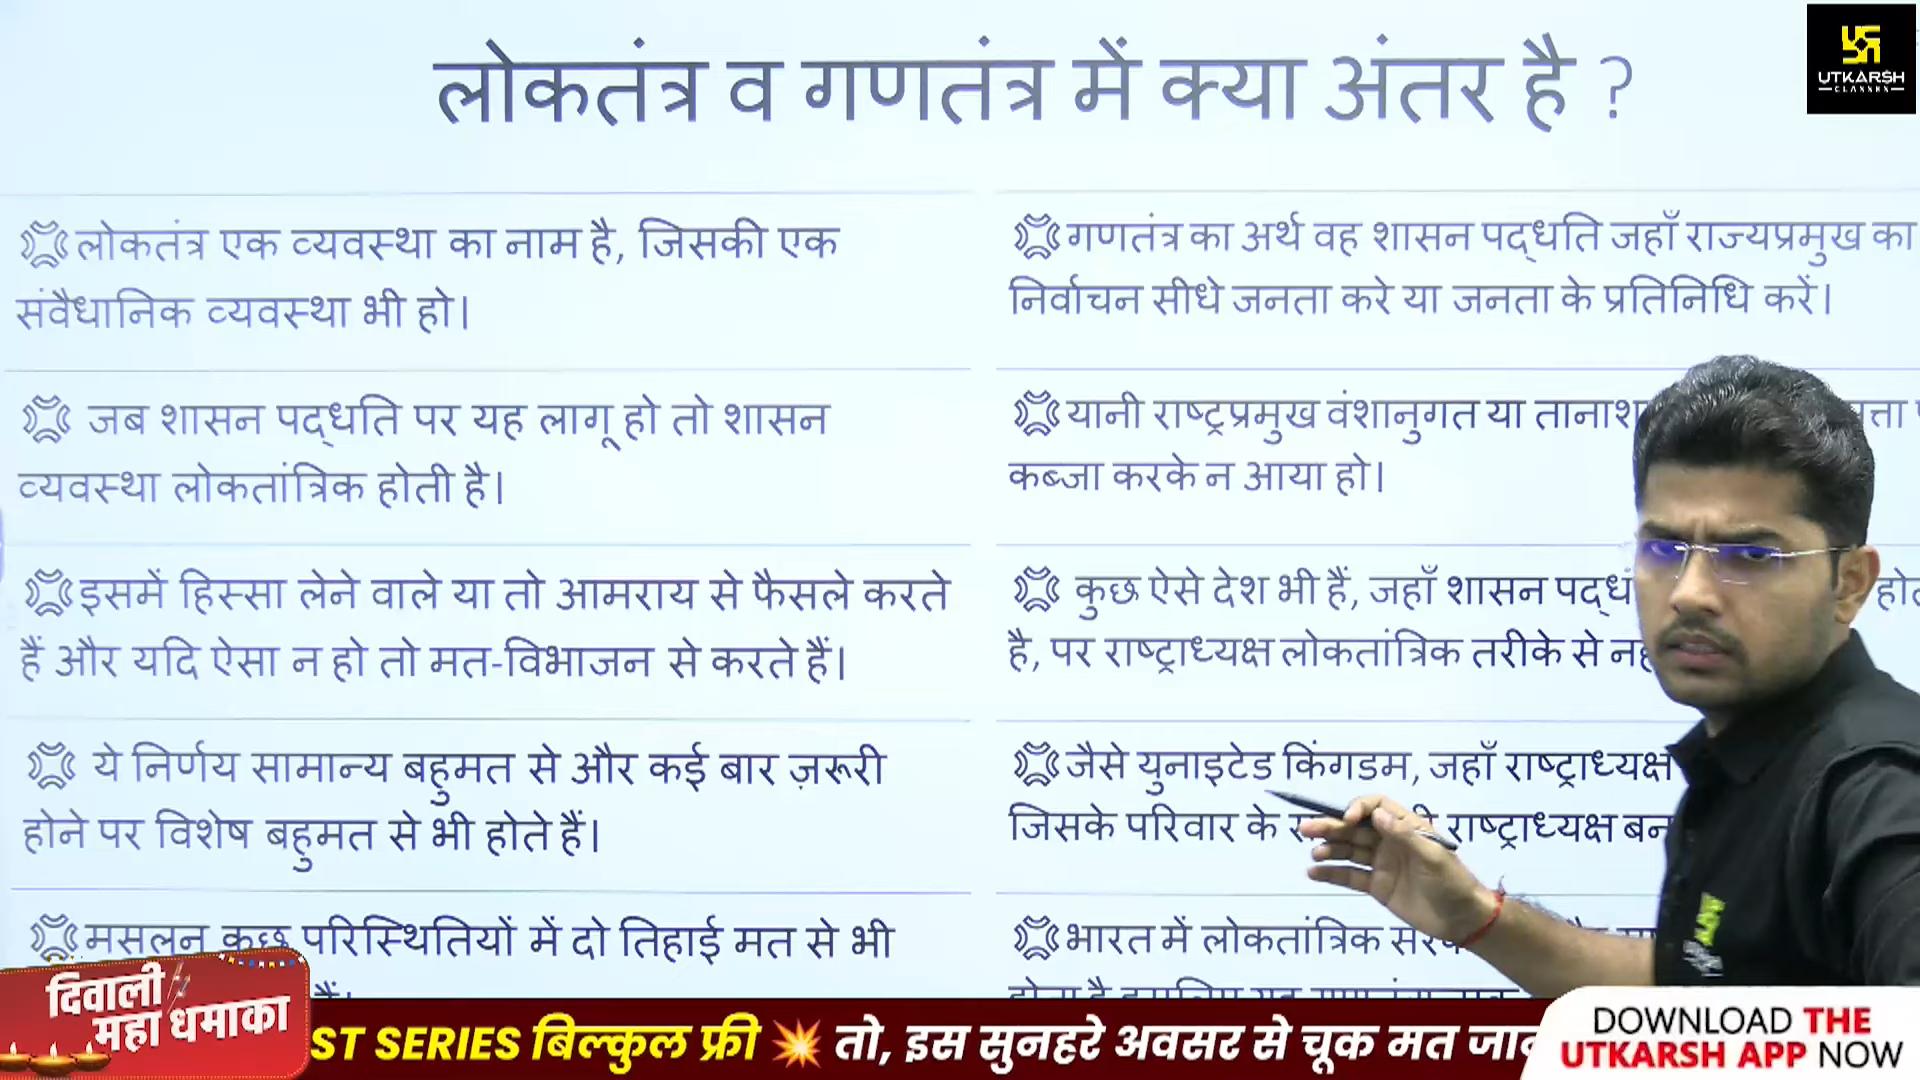 लोकतंत्र व गणतंत्र में क्या अंतर है ?
UTKARSH
CLASSES
लोकतंत्र एक व्यवस्था का नाम है, जिसकी एक
संवैधानिक व्यवस्था भी हो।
जब शासन पद्धति पर यह लागू हो तो शासन
व्यवस्था लोकतांत्रिक होती है।
इसमें हिस्सा लेने वाले या तो आमराय से फैसले करते
हैं और यदि ऐसा न हो तो मत-विभाजन से करते हैं।
ये निर्णय सामान्य बहुमत से और कई बार ज़रूरी
होने पर विशेष बहुमत से भी होते हैं।
मसलन कुछ परिस्थितियों में दो तिहाई मत से भी
हैं।
गणतंत्र का अर्थ वह शासन पद्धति जहाँ राज्यप्रमुख का
निर्वाचन सीधे जनता करे या जनता के प्रतिनिधि करें।
यानी राष्ट्रप्रमुख वंशानुगत या
कब्जा करके न आया हो।
कुछ ऐसे देश भी हैं, जहाँ शासन
है, पर राष्ट्राध्यक्ष लोकतांत्रिक तरीके से
जैसे युनाइटेड किंगडम, जहाँ राष्ट्राध्यक्ष
जिसके परिवार के राष्ट्राध्यक्ष
भारत में लोकतांत्रिक
दिवाली
महा धमाका
ST SERIES बिल्कुल फ्री 💥 तो, इस सुनहरे अवसर से चूक मत
DOWNLOAD THE
UTKARSH APP NOW